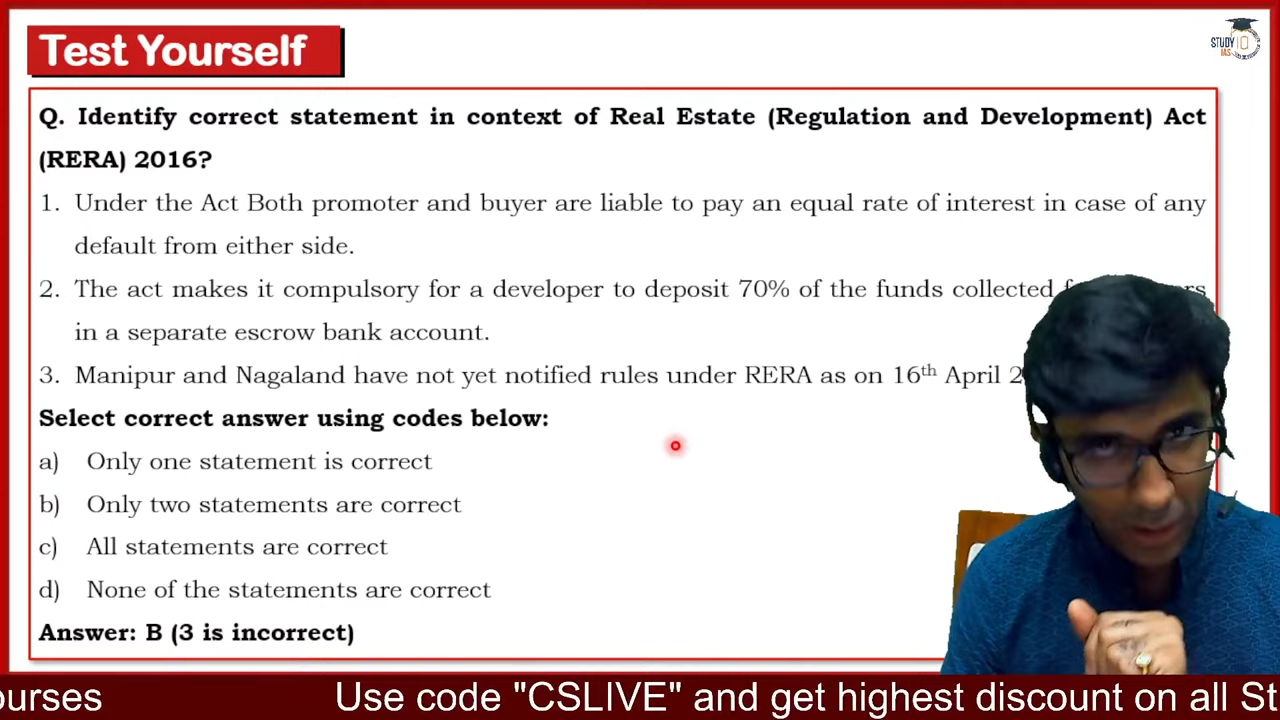 Test Yourself
STUDY IQ
IAS
Q. Identify correct statement in context of Real Estate (Regulation and Development) Act
(RERA) 2016?
1. Under the Act Both promoter and buyer are liable to pay an equal rate of interest in case of any
default from either side.
2. The act makes it compulsory for a developer to deposit 70% of the funds collected
in a separate escrow bank account.
3. Manipur and Nagaland have not yet notified rules under RERA as on 16th April
Select correct answer using codes below:
a) Only one statement is correct
b) Only two statements are correct
c) All statements are correct
d) None of the statements are correct
Answer: B (3 is incorrect)
Use code "CSLIVE" and get highest discount on all